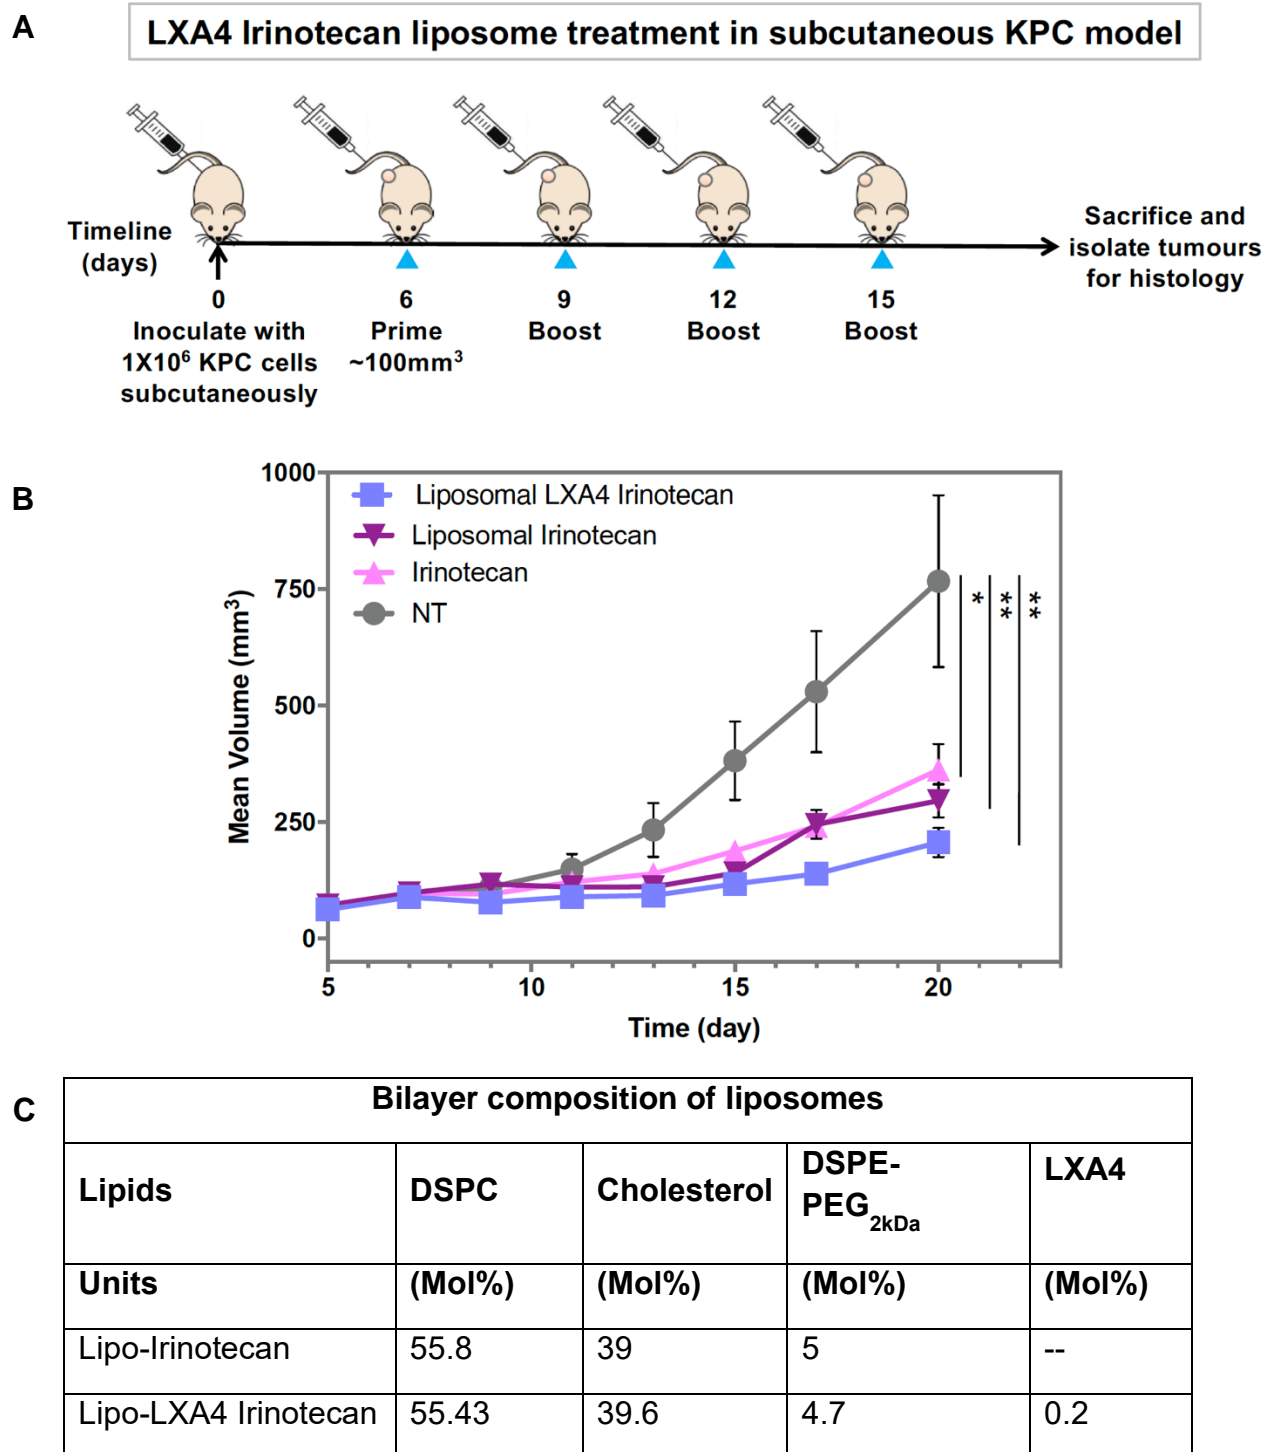 A
LXA4 Irinotecan liposome treatment in subcutaneous KPC model
Timeline
(days)
0
Inoculate with
1X10⁶ KPC cells
subcutaneously
6
Prime
~100mm³
9
Boost
12
Boost
15
Boost
Sacrifice and
isolate tumours
for histology
B
Mean Volume (mm³)
1000
750
500
250
0
Liposomal LXA4 Irinotecan
Liposomal Irinotecan
Irinotecan
NT
*
**
**
5 10 15 20
Time (day)
C
Bilayer composition of liposomes
Lipids DSPC Cholesterol DSPE-PEG2kDa LXA4
Units (Mol%) (Mol%) (Mol%) (Mol%)
Lipo-Irinotecan 55.8 39 5 --
Lipo-LXA4 Irinotecan 55.43 39.6 4.7 0.2